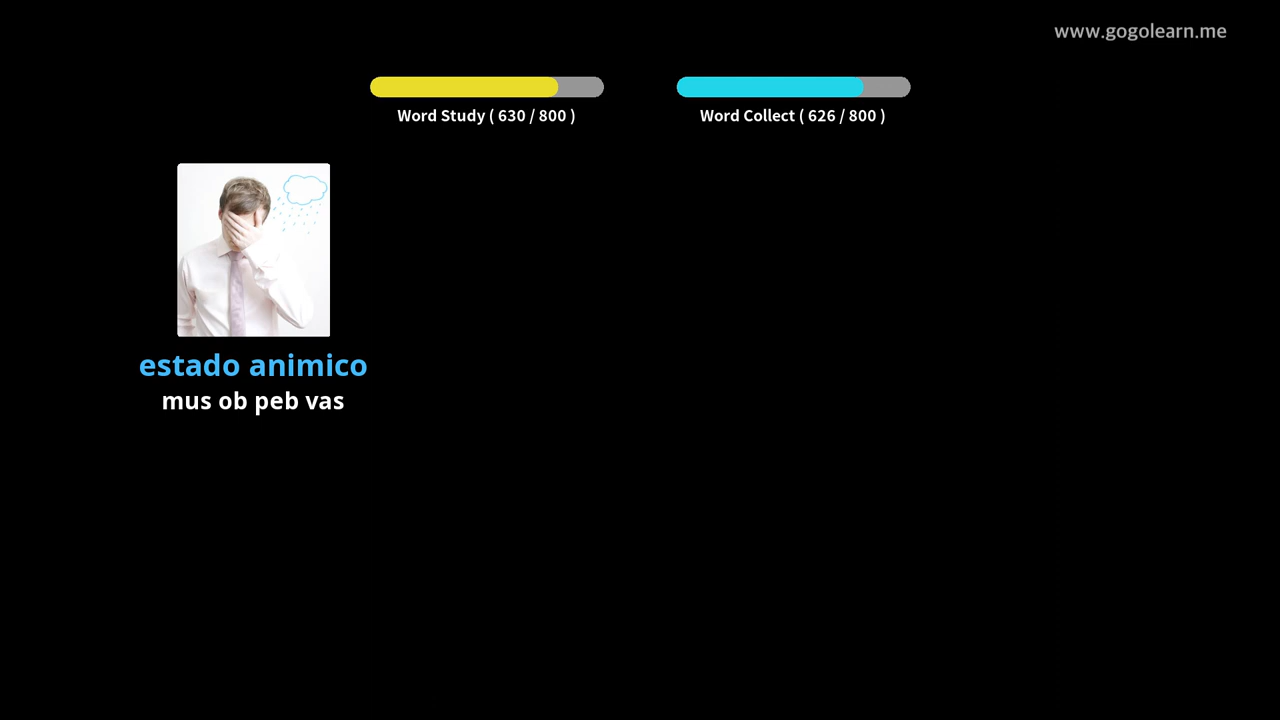 www.gogolearn.me
Word Study ( 630 / 800 )
Word Collect ( 626 / 800 )
estado animico
mus ob peb vas